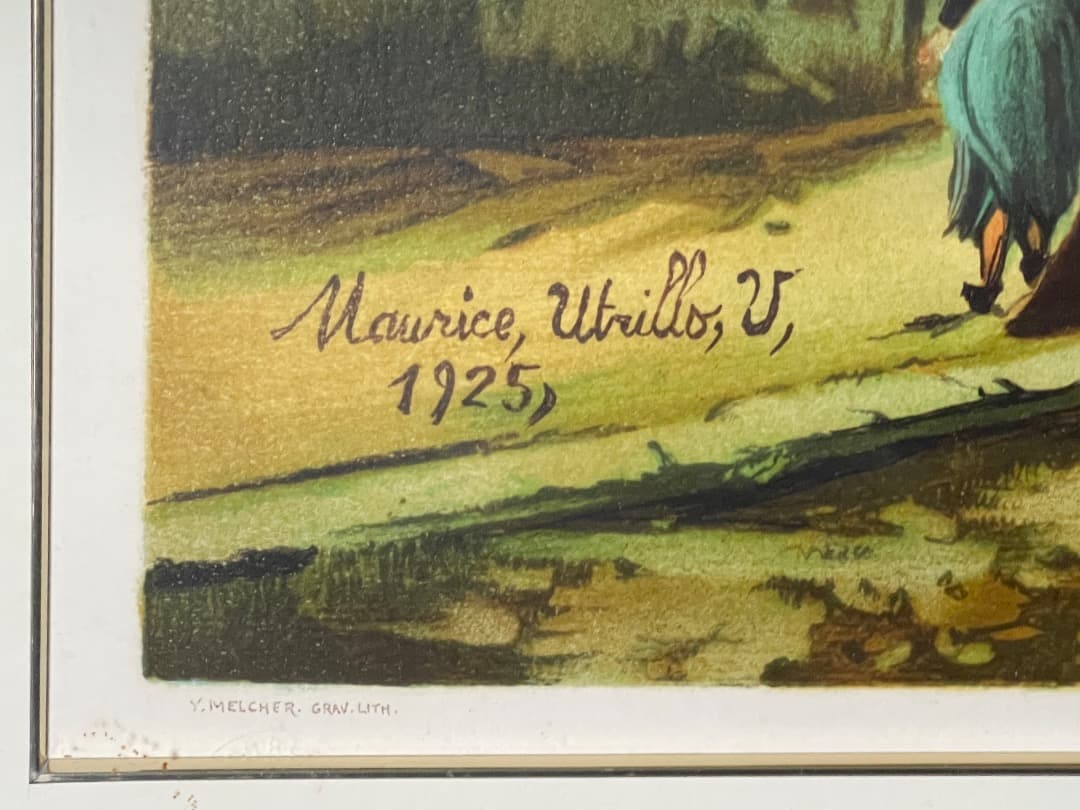 Maurice, Utrillo, V,
1925,
Y. MELCHER. GRAV. LITH.